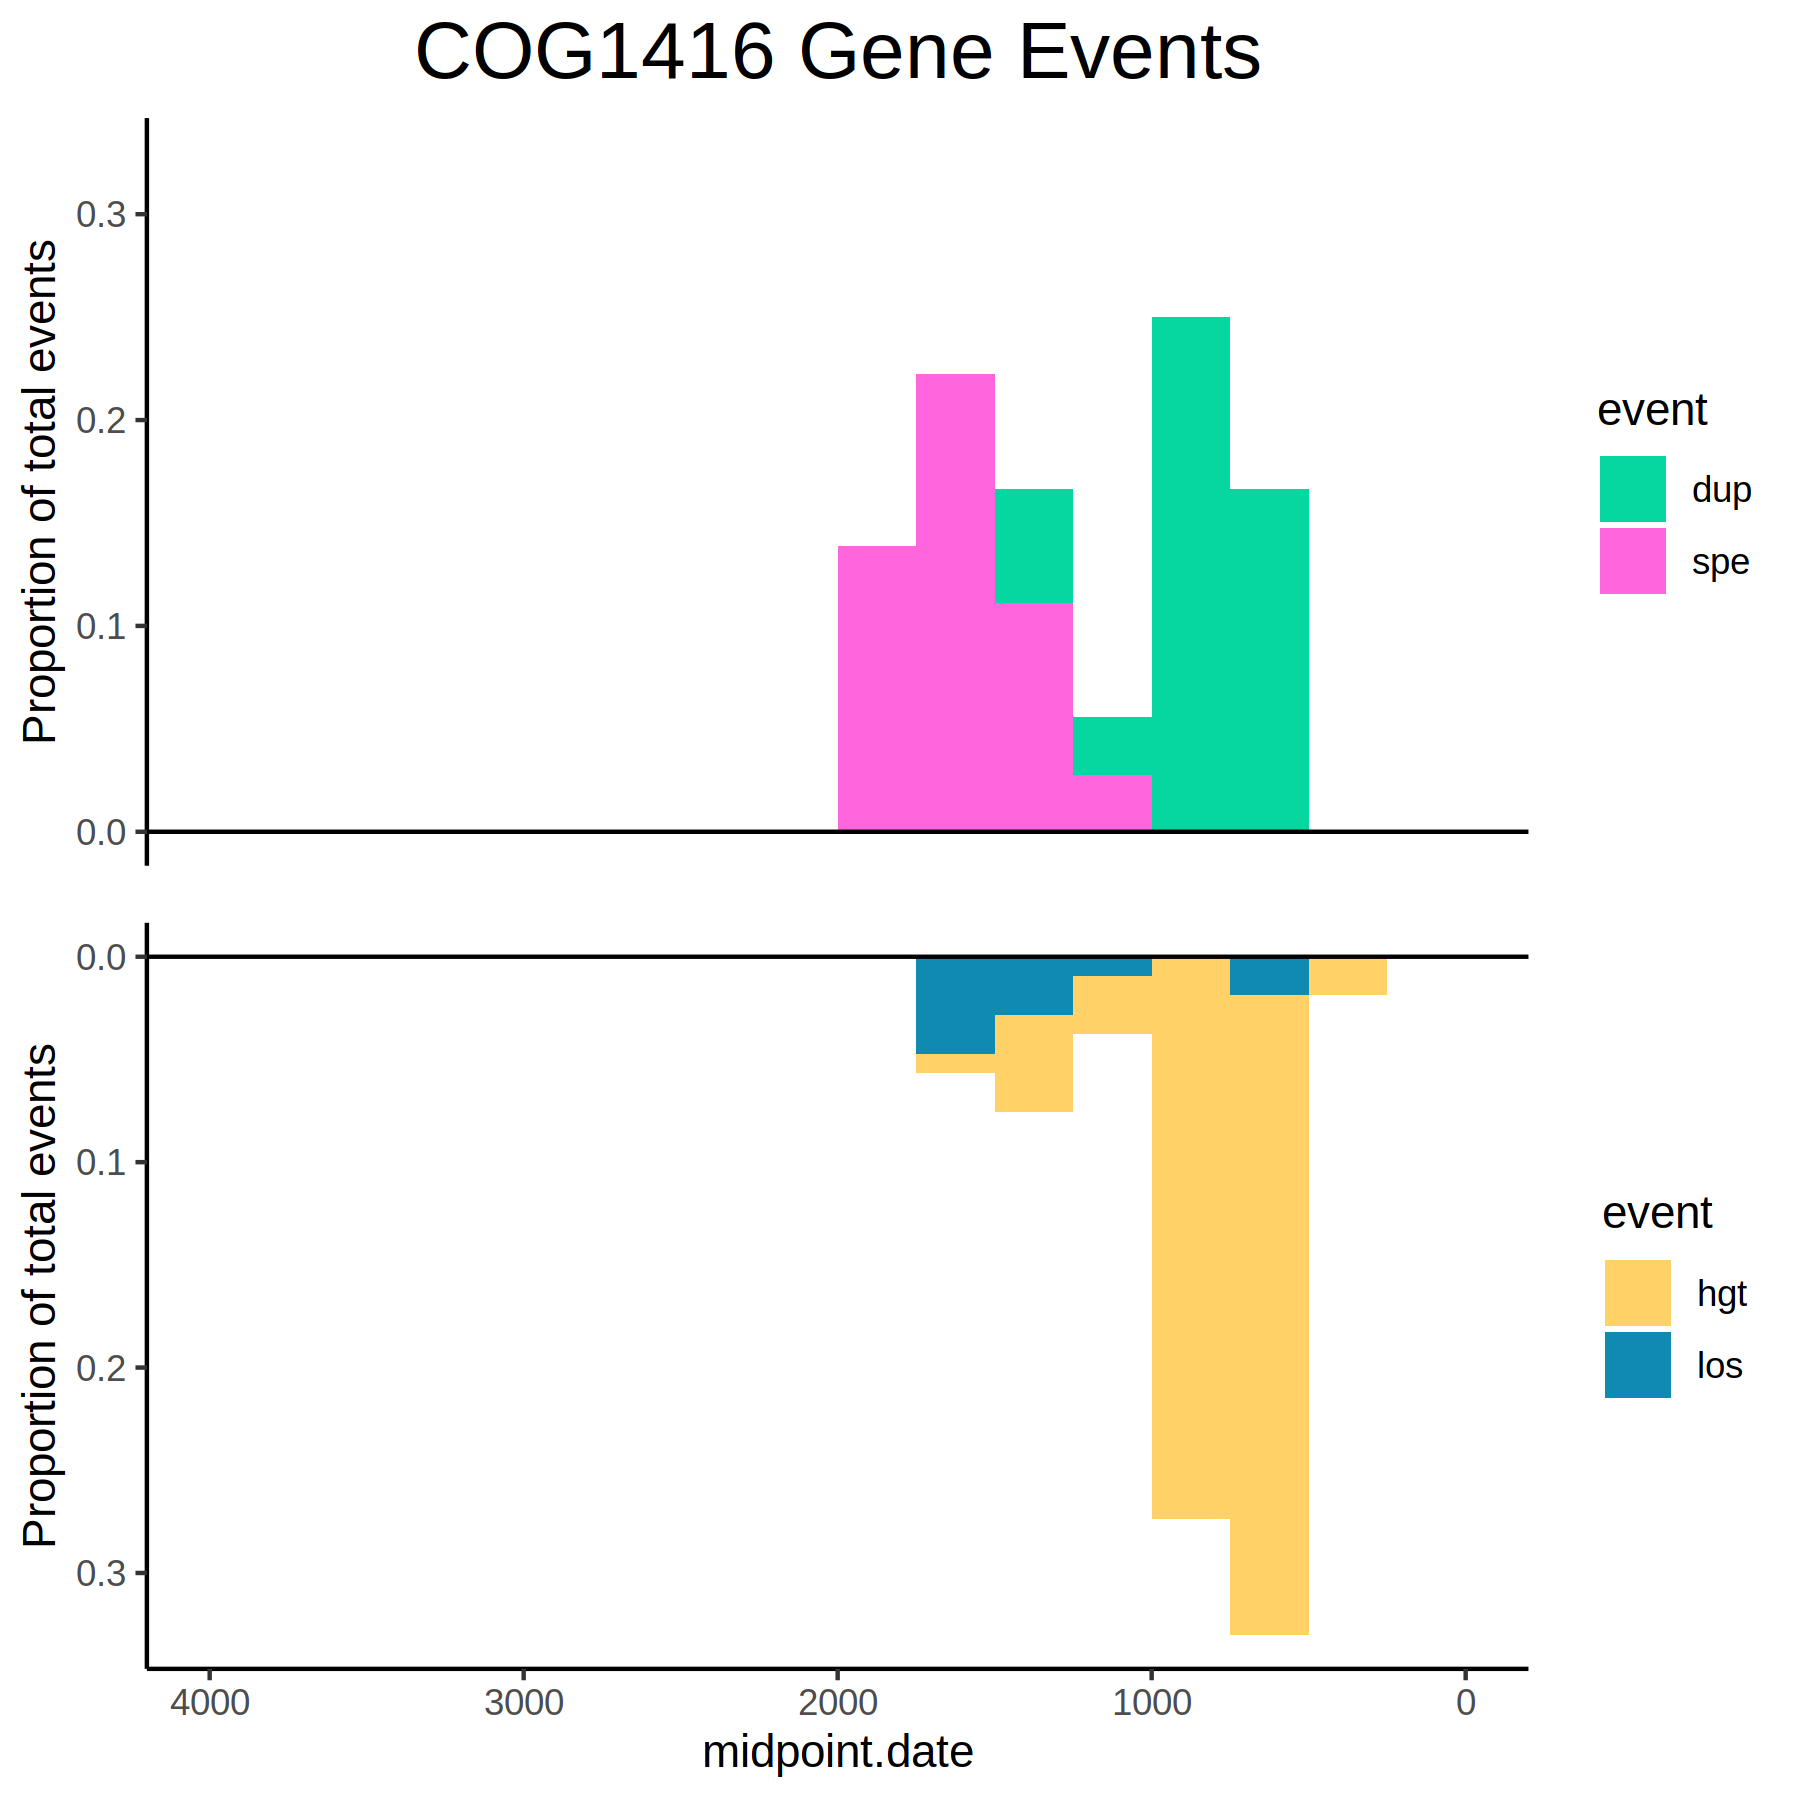 COG1416 Gene Events
Proportion of total events
0.3
0.2
0.1
0.0
event
dup
spe
Proportion of total events
0.0
0.1
0.2
0.3
event
hgt
los
4000 3000 2000 1000 0
midpoint.date